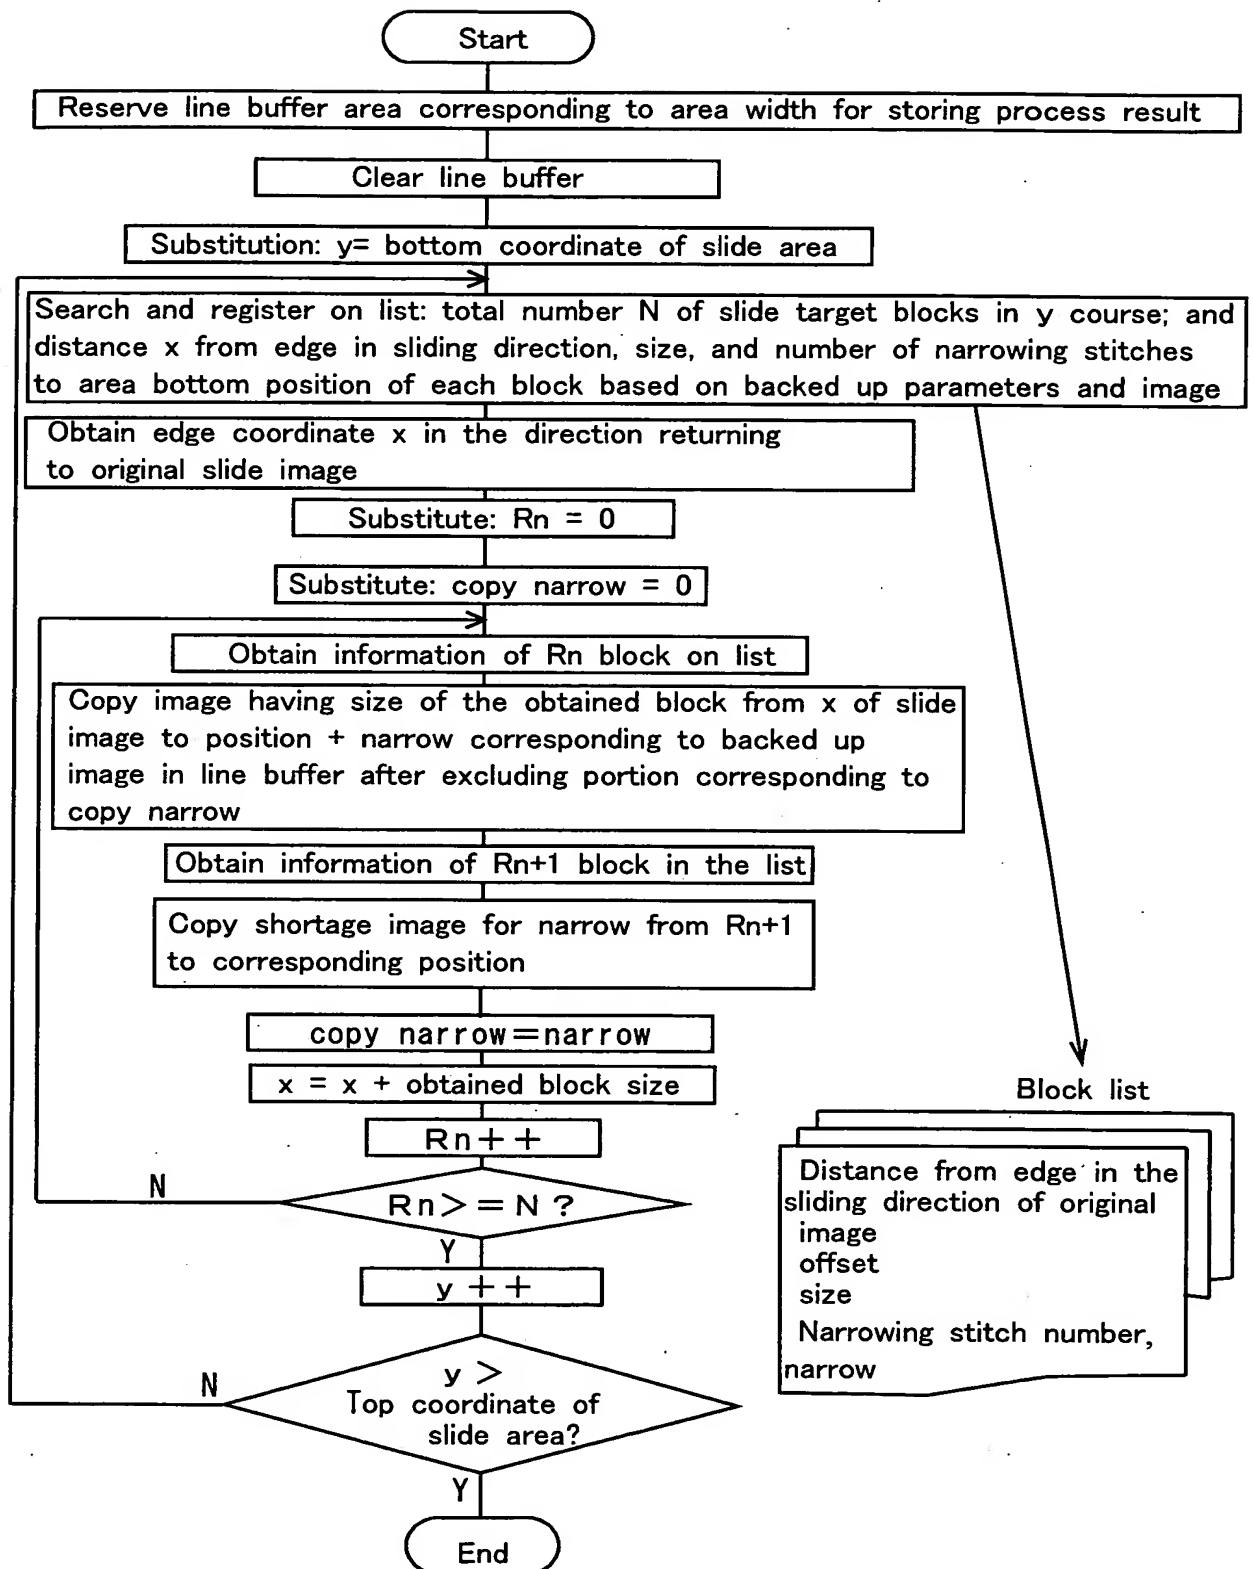 Start
Reserve line buffer area corresponding to area width for storing process result
Clear line buffer
Substitution: y= bottom coordinate of slide area
Search and register on list: total number N of slide target blocks in y course; and
distance x from edge in sliding direction, size, and number of narrowing stitches
to area bottom position of each block based on backed up parameters and image
Obtain edge coordinate x in the direction returning
to original slide image
Substitute: Rn = 0
Substitute: copy narrow = 0
Obtain information of Rn block on list
Copy image having size of the obtained block from x of slide
image to position + narrow corresponding to backed up
image in line buffer after excluding portion corresponding to
copy narrow
Obtain information of Rn+1 block in the list
Copy shortage image for narrow from Rn+1
to corresponding position
copy narrow=narrow
x = x + obtained block size
Rn++
Rn>=N ?
N
Y
y ++
y >
Top coordinate of
slide area?
N
Y
End
Block list
Distance from edge in the
sliding direction of original
image
offset
size
Narrowing stitch number,
narrow